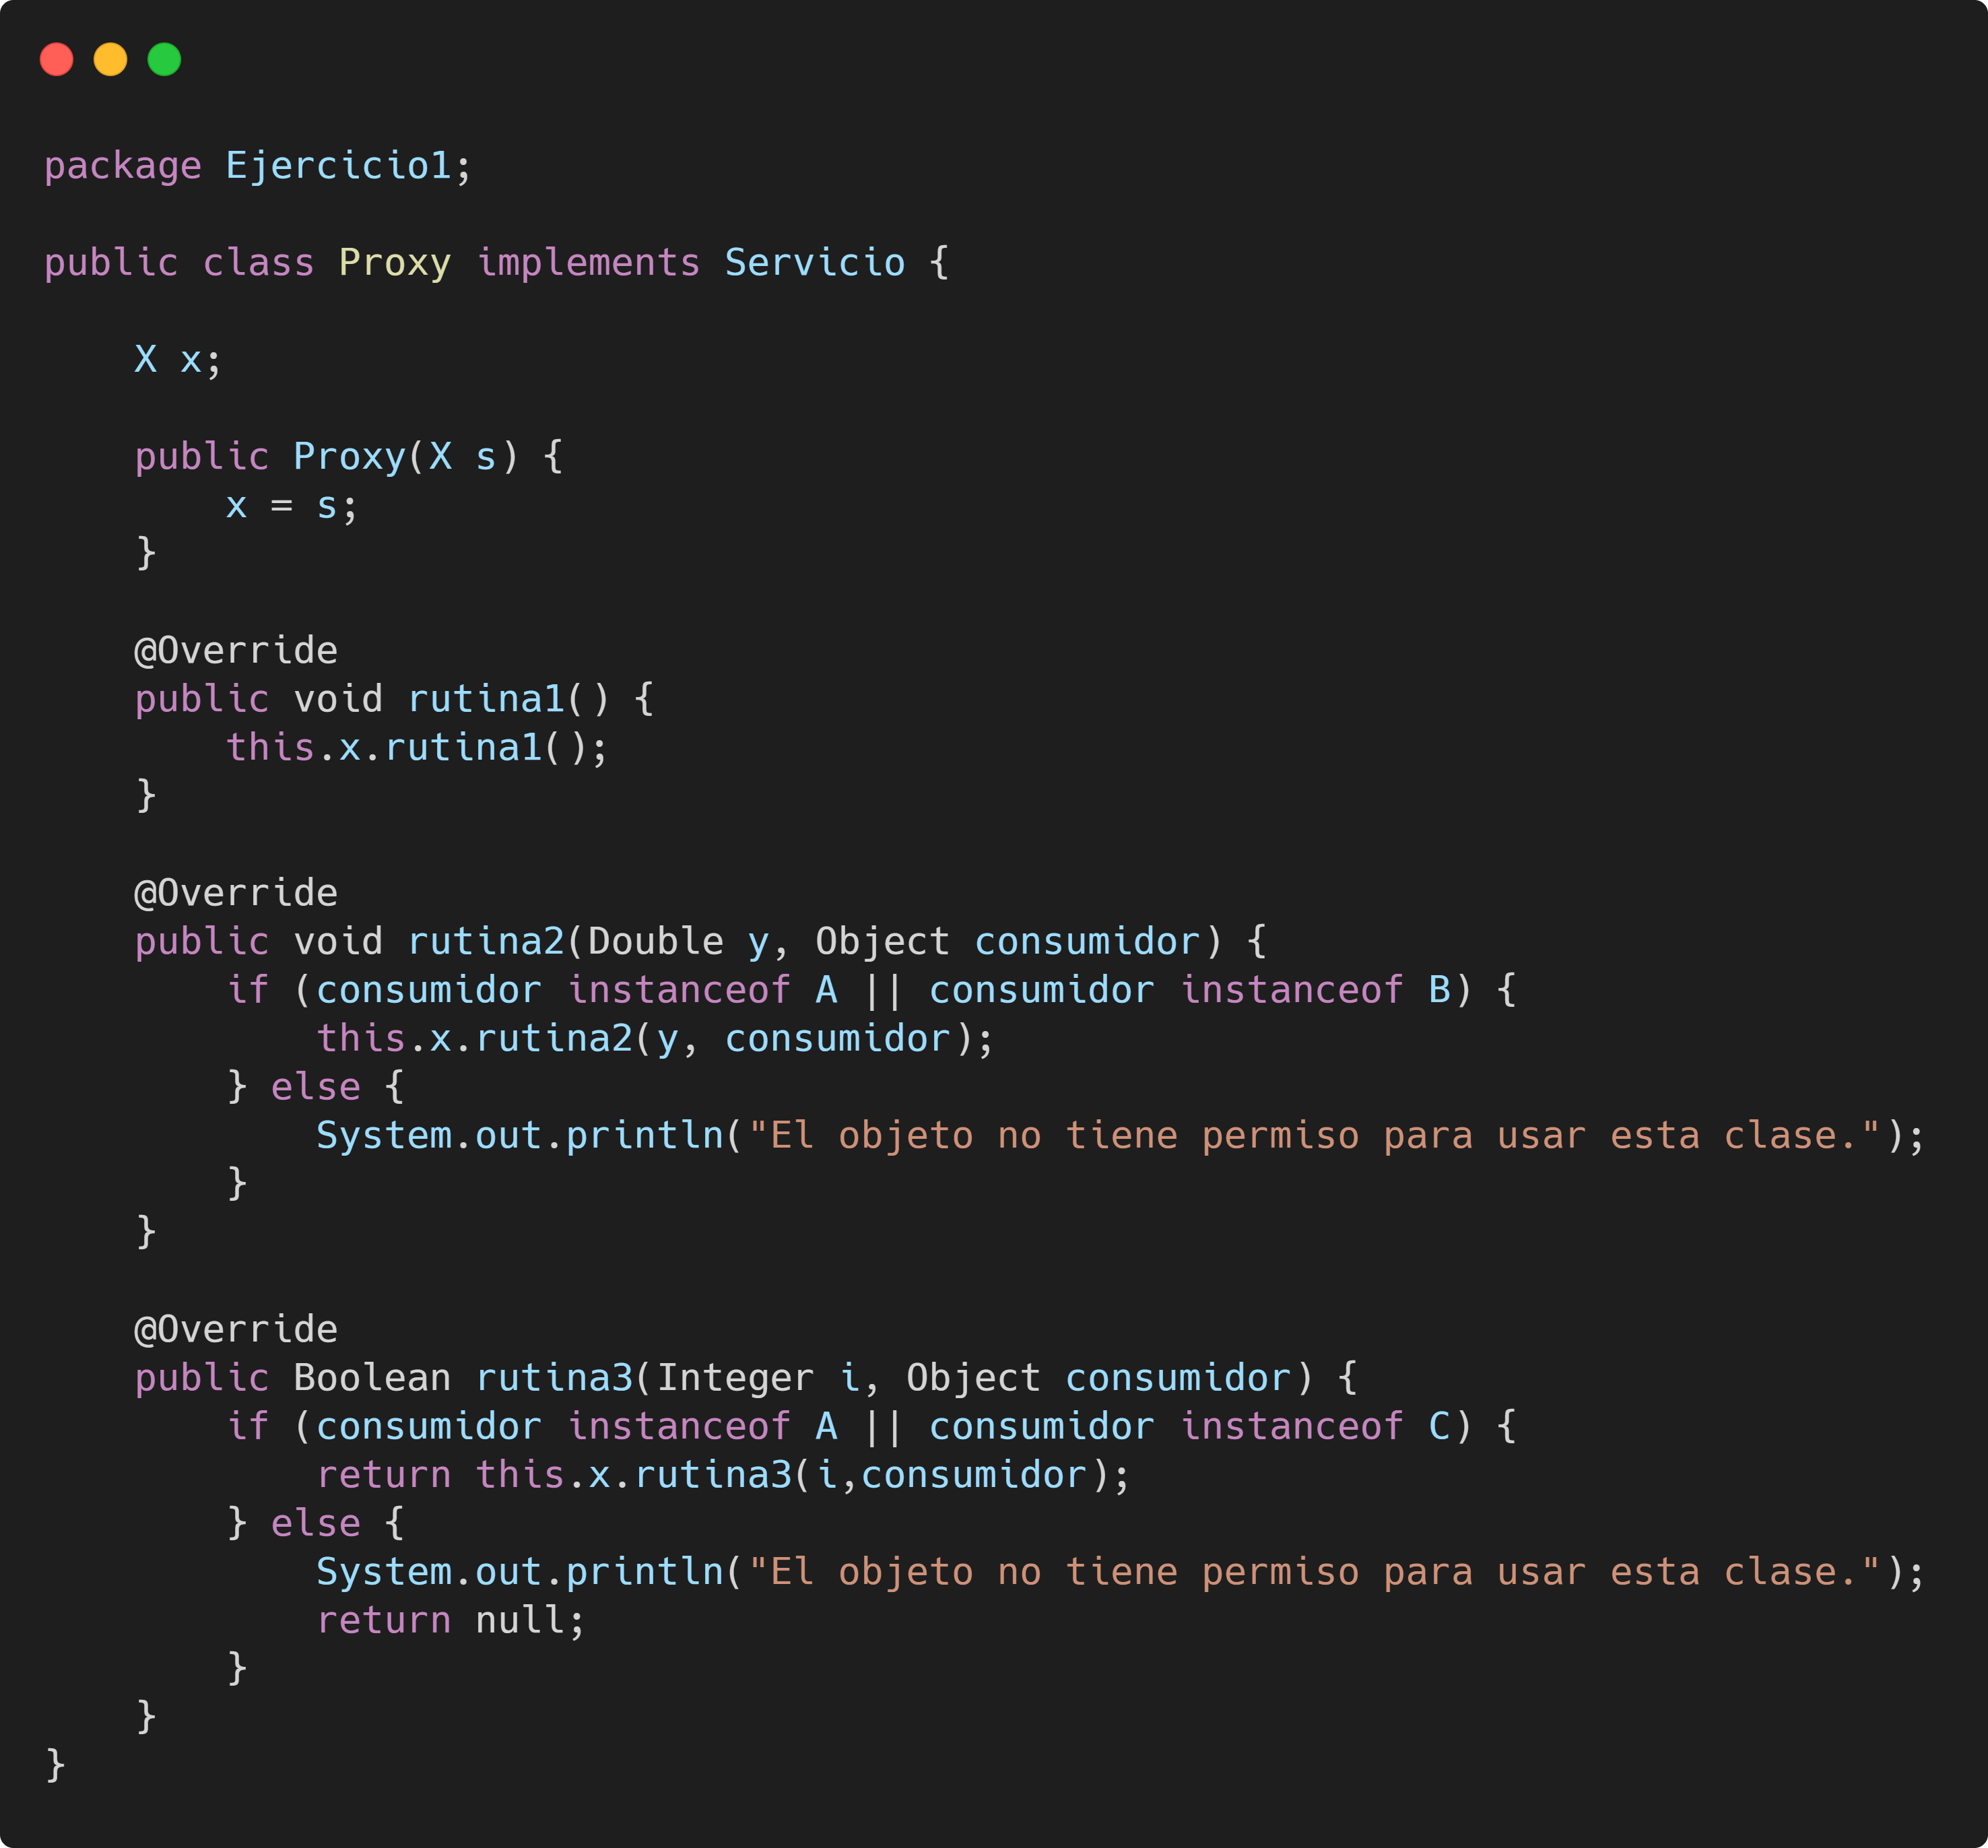 package Ejercicio1;
public class Proxy implements Servicio {
X x;
public Proxy(X s) {
x = s;
}
@Override
public void rutina1() {
this.x.rutina1();
}
@Override
public void rutina2(Double y, Object consumidor) {
if (consumidor instanceof A || consumidor instanceof B) {
this.x.rutina2(y, consumidor);
} else {
System.out.println("El objeto no tiene permiso para usar esta clase.");
}
}
@Override
public Boolean rutina3(Integer i, Object consumidor) {
if (consumidor instanceof A || consumidor instanceof C) {
return this.x.rutina3(i,consumidor);
} else {
System.out.println("El objeto no tiene permiso para usar esta clase.");
return null;
}
}
}